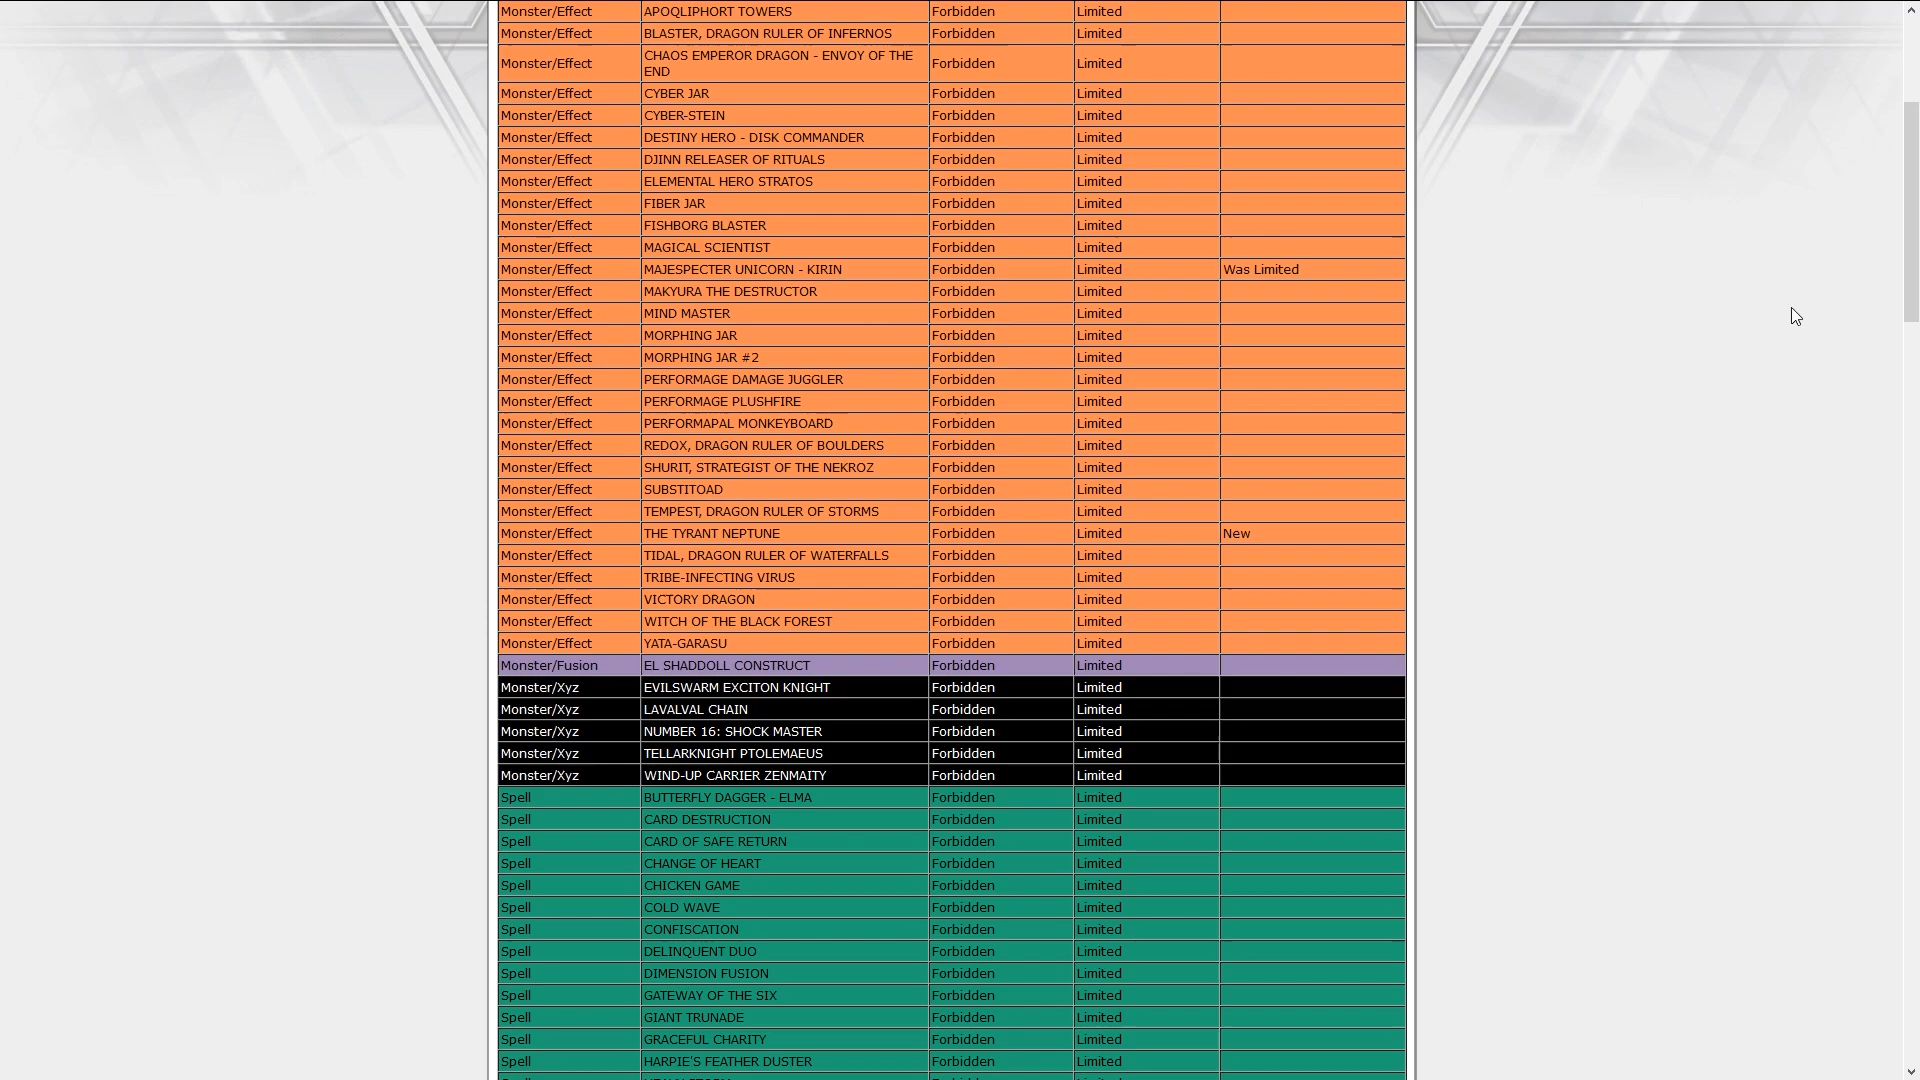 Monster/Effect APOQLIPHORT TOWERS Forbidden Limited
Monster/Effect BLASTER, DRAGON RULER OF INFERNOS Forbidden Limited
Monster/Effect CHAOS EMPEROR DRAGON - ENVOY OF THE END Forbidden Limited
Monster/Effect CYBER JAR Forbidden Limited
Monster/Effect CYBER-STEIN Forbidden Limited
Monster/Effect DESTINY HERO - DISK COMMANDER Forbidden Limited
Monster/Effect DJINN RELEASER OF RITUALS Forbidden Limited
Monster/Effect ELEMENTAL HERO STRATOS Forbidden Limited
Monster/Effect FIBER JAR Forbidden Limited
Monster/Effect FISHBORG BLASTER Forbidden Limited
Monster/Effect MAGICAL SCIENTIST Forbidden Limited
Monster/Effect MAJESPECTER UNICORN - KIRIN Forbidden Limited Was Limited
Monster/Effect MAKYURA THE DESTRUCTOR Forbidden Limited
Monster/Effect MIND MASTER Forbidden Limited
Monster/Effect MORPHING JAR Forbidden Limited
Monster/Effect MORPHING JAR #2 Forbidden Limited
Monster/Effect PERFORMAGE DAMAGE JUGGLER Forbidden Limited
Monster/Effect PERFORMAGE PLUSHFIRE Forbidden Limited
Monster/Effect PERFORMAPAL MONKEYBOARD Forbidden Limited
Monster/Effect REDOX, DRAGON RULER OF BOULDERS Forbidden Limited
Monster/Effect SHURIT, STRATEGIST OF THE NEKROZ Forbidden Limited
Monster/Effect SUBSTITOAD Forbidden Limited
Monster/Effect TEMPEST, DRAGON RULER OF STORMS Forbidden Limited
Monster/Effect THE TYRANT NEPTUNE Forbidden Limited New
Monster/Effect TIDAL, DRAGON RULER OF WATERFALLS Forbidden Limited
Monster/Effect TRIBE-INFECTING VIRUS Forbidden Limited
Monster/Effect VICTORY DRAGON Forbidden Limited
Monster/Effect WITCH OF THE BLACK FOREST Forbidden Limited
Monster/Effect YATA-GARASU Forbidden Limited
Monster/Fusion EL SHADDOLL CONSTRUCT Forbidden Limited
Monster/Xyz EVILSWARM EXCITON KNIGHT Forbidden Limited
Monster/Xyz LAVALVAL CHAIN Forbidden Limited
Monster/Xyz NUMBER 16: SHOCK MASTER Forbidden Limited
Monster/Xyz TELLARKNIGHT PTOLEMAEUS Forbidden Limited
Monster/Xyz WIND-UP CARRIER ZENMAITY Forbidden Limited
Spell BUTTERFLY DAGGER - ELMA Forbidden Limited
Spell CARD DESTRUCTION Forbidden Limited
Spell CARD OF SAFE RETURN Forbidden Limited
Spell CHANGE OF HEART Forbidden Limited
Spell CHICKEN GAME Forbidden Limited
Spell COLD WAVE Forbidden Limited
Spell CONFISCATION Forbidden Limited
Spell DELINQUENT DUO Forbidden Limited
Spell DIMENSION FUSION Forbidden Limited
Spell GATEWAY OF THE SIX Forbidden Limited
Spell GIANT TRUNADE Forbidden Limited
Spell GRACEFUL CHARITY Forbidden Limited
Spell HARPIE'S FEATHER DUSTER Forbidden Limited